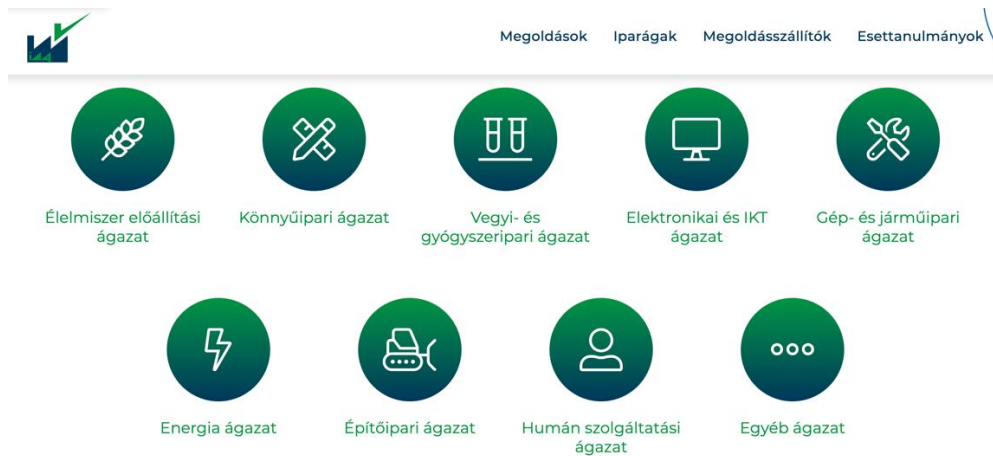 Megoldások Iparágak Megoldásszállítók Esettanulmányok
Élelmiszer előállítási
ágazat
Könnyűipari ágazat
Vegyi- és
gyógyszeripari ágazat
Elektronikai és IKT
ágazat
Gép- és járműipari
ágazat
Energia ágazat
Építőipari ágazat
Humán szolgáltatási
ágazat
Egyéb ágazat